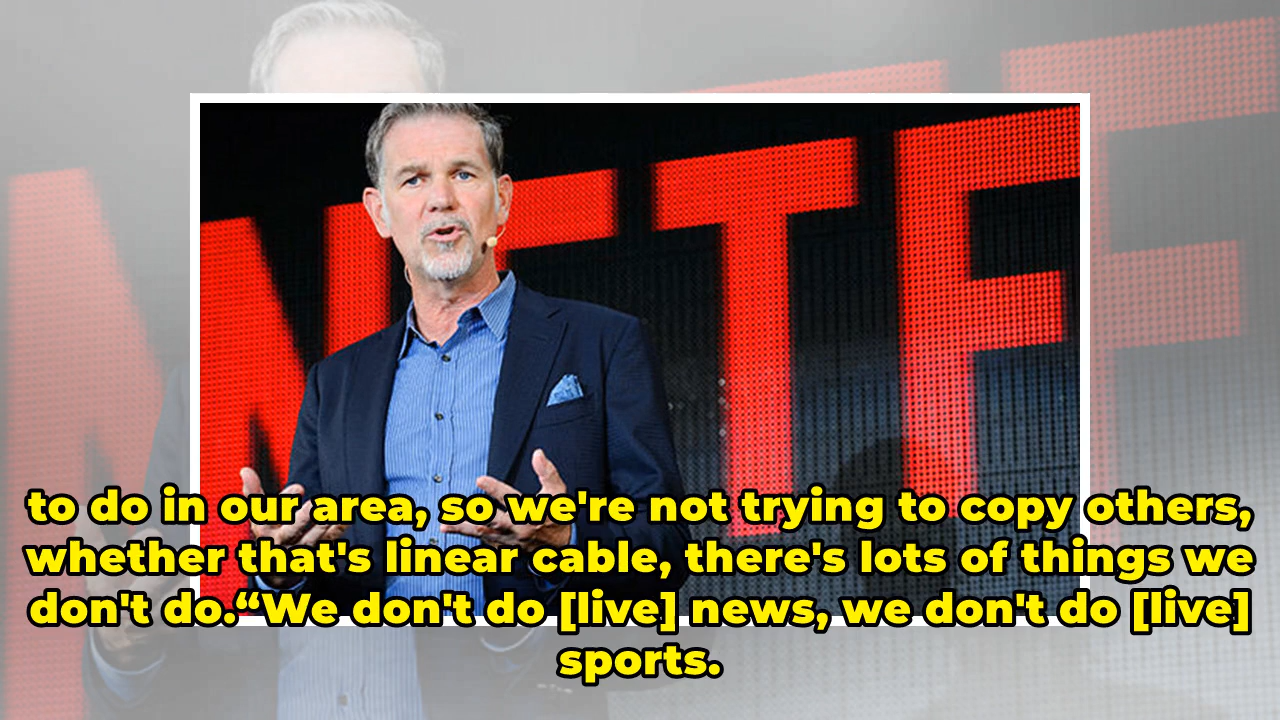 NETF
to do in our area, so we're not trying to copy others,
whether that's linear cable, there's lots of things we
don't do.“We don't do [live] news, we don't do [live]
sports.